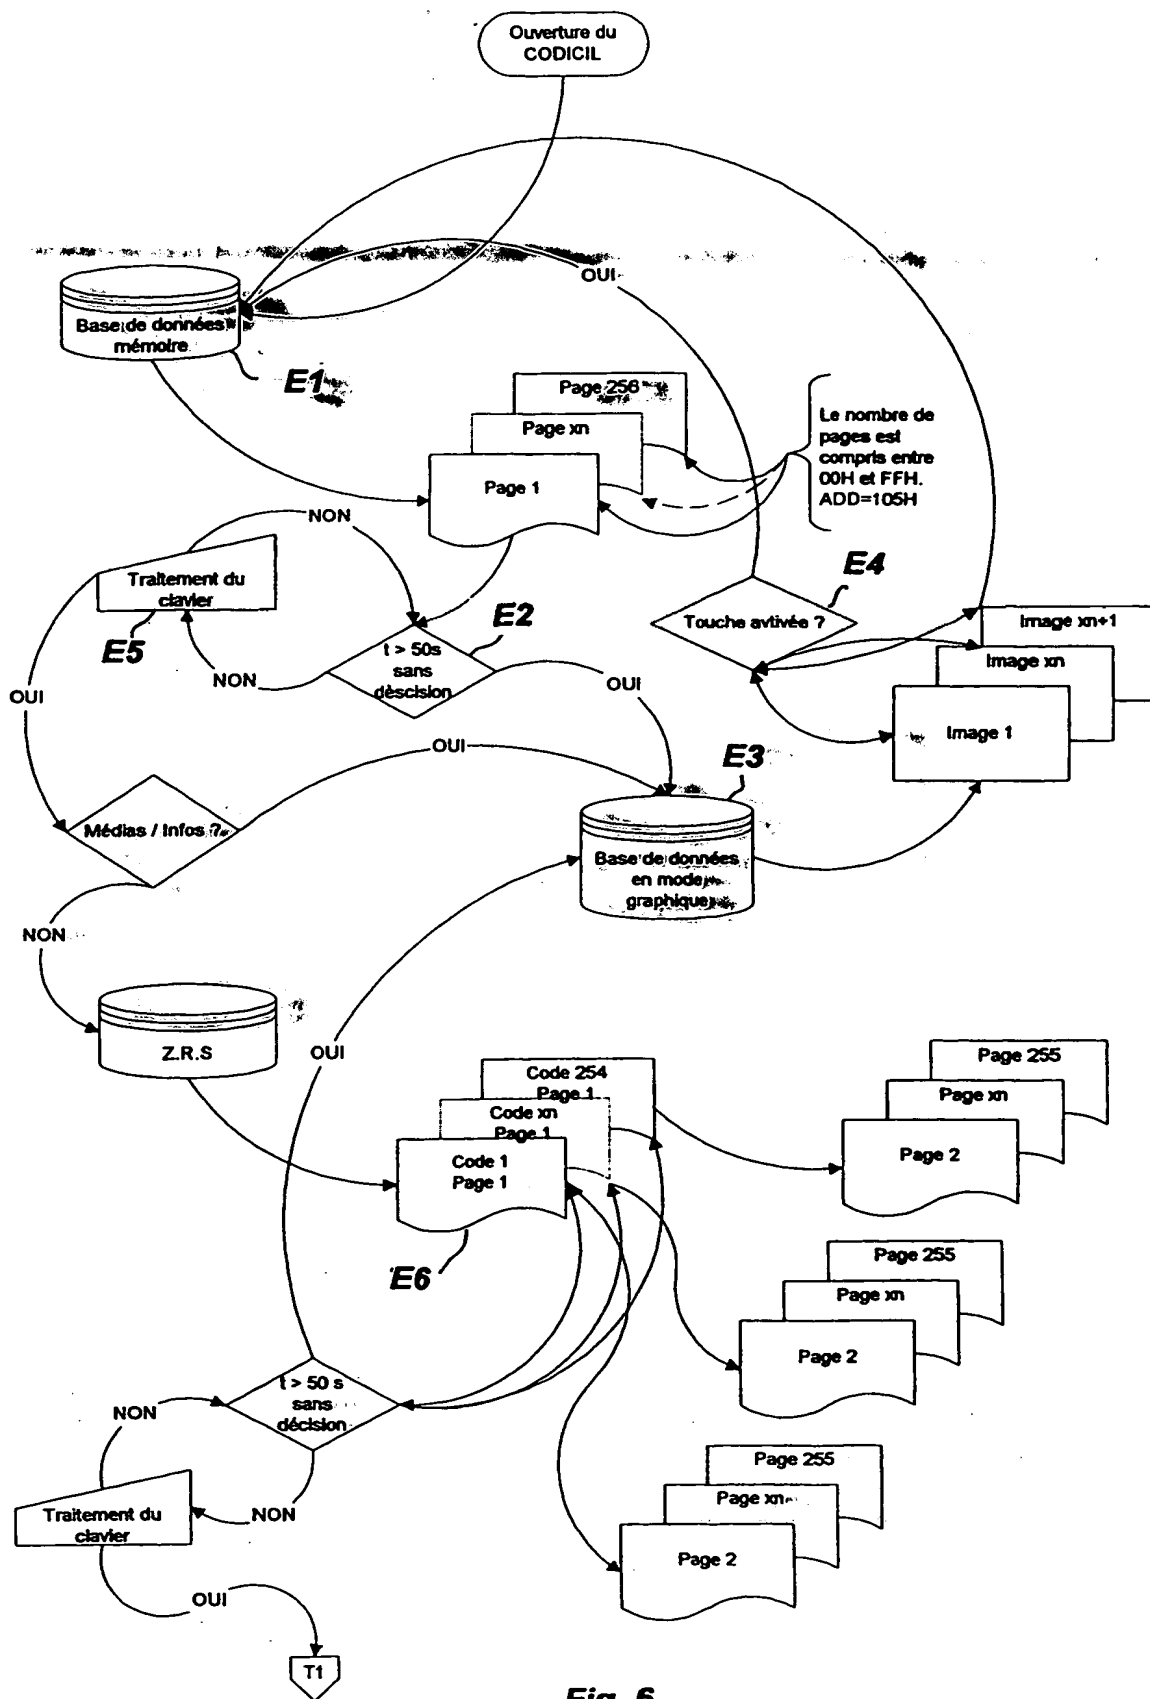 Ouverture du
CODICIL
OUI
Base de données
mémoire
E1
Page 256
Page xn
Page 1
Le nombre de
pages est
compris entre
00H et FFH.
ADD=105H
NON
Traitement du
clavier
E5
E2
t > 50s
sans
dèscision
NON
OUI
E4
Touche avtivée ?
Image xn+1
Image xn
Image 1
OUI
OUI
E3
Médias / Infos ?
Base de données
en mode
graphique
NON
Z.R.S
OUI
Code 254
Page 1
Code xn
Page 1
Code 1
Page 1
E6
Page 255
Page xn
Page 2
Page 255
Page xn
Page 2
t > 50 s
sans
décision
NON
NON
Traitement du
clavier
Page 255
Page xn
Page 2
OUI
T1
Fig. 6